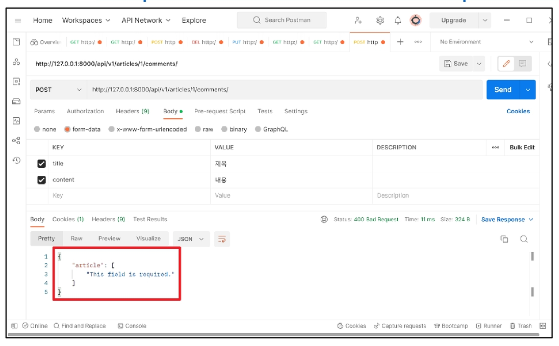 Home Workspaces API Network Explore Search Postman Upgrade
Overvie GET http:/ GET http:/ POST http DEL http:/ PUT http:/ GET http:/ GET http:/ POST http No Environment
http://127.0.0.1:8000/api/v1/articles/1/comments/ Save
POST http://127.0.0.1:8000/api/v1/articles/1/comments/ Send
Params Authorization Headers (9) Body Pre-request Script Tests Settings Cookies
none form-data x-www-form-urlencoded raw binary GraphQL
KEY VALUE DESCRIPTION Bulk Edit
title 제목
content 내용
Key Value Description
Body Cookies (1) Headers (9) Test Results Status: 400 Bad Request Time: 11 ms Size: 324 B Save Response
Pretty Raw Preview Visualize JSON
1 {
2 "article": [
3 "This field is required."
4 ]
5 }
Online Find and Replace Console Cookies Capture requests Bootcamp Runner Trash